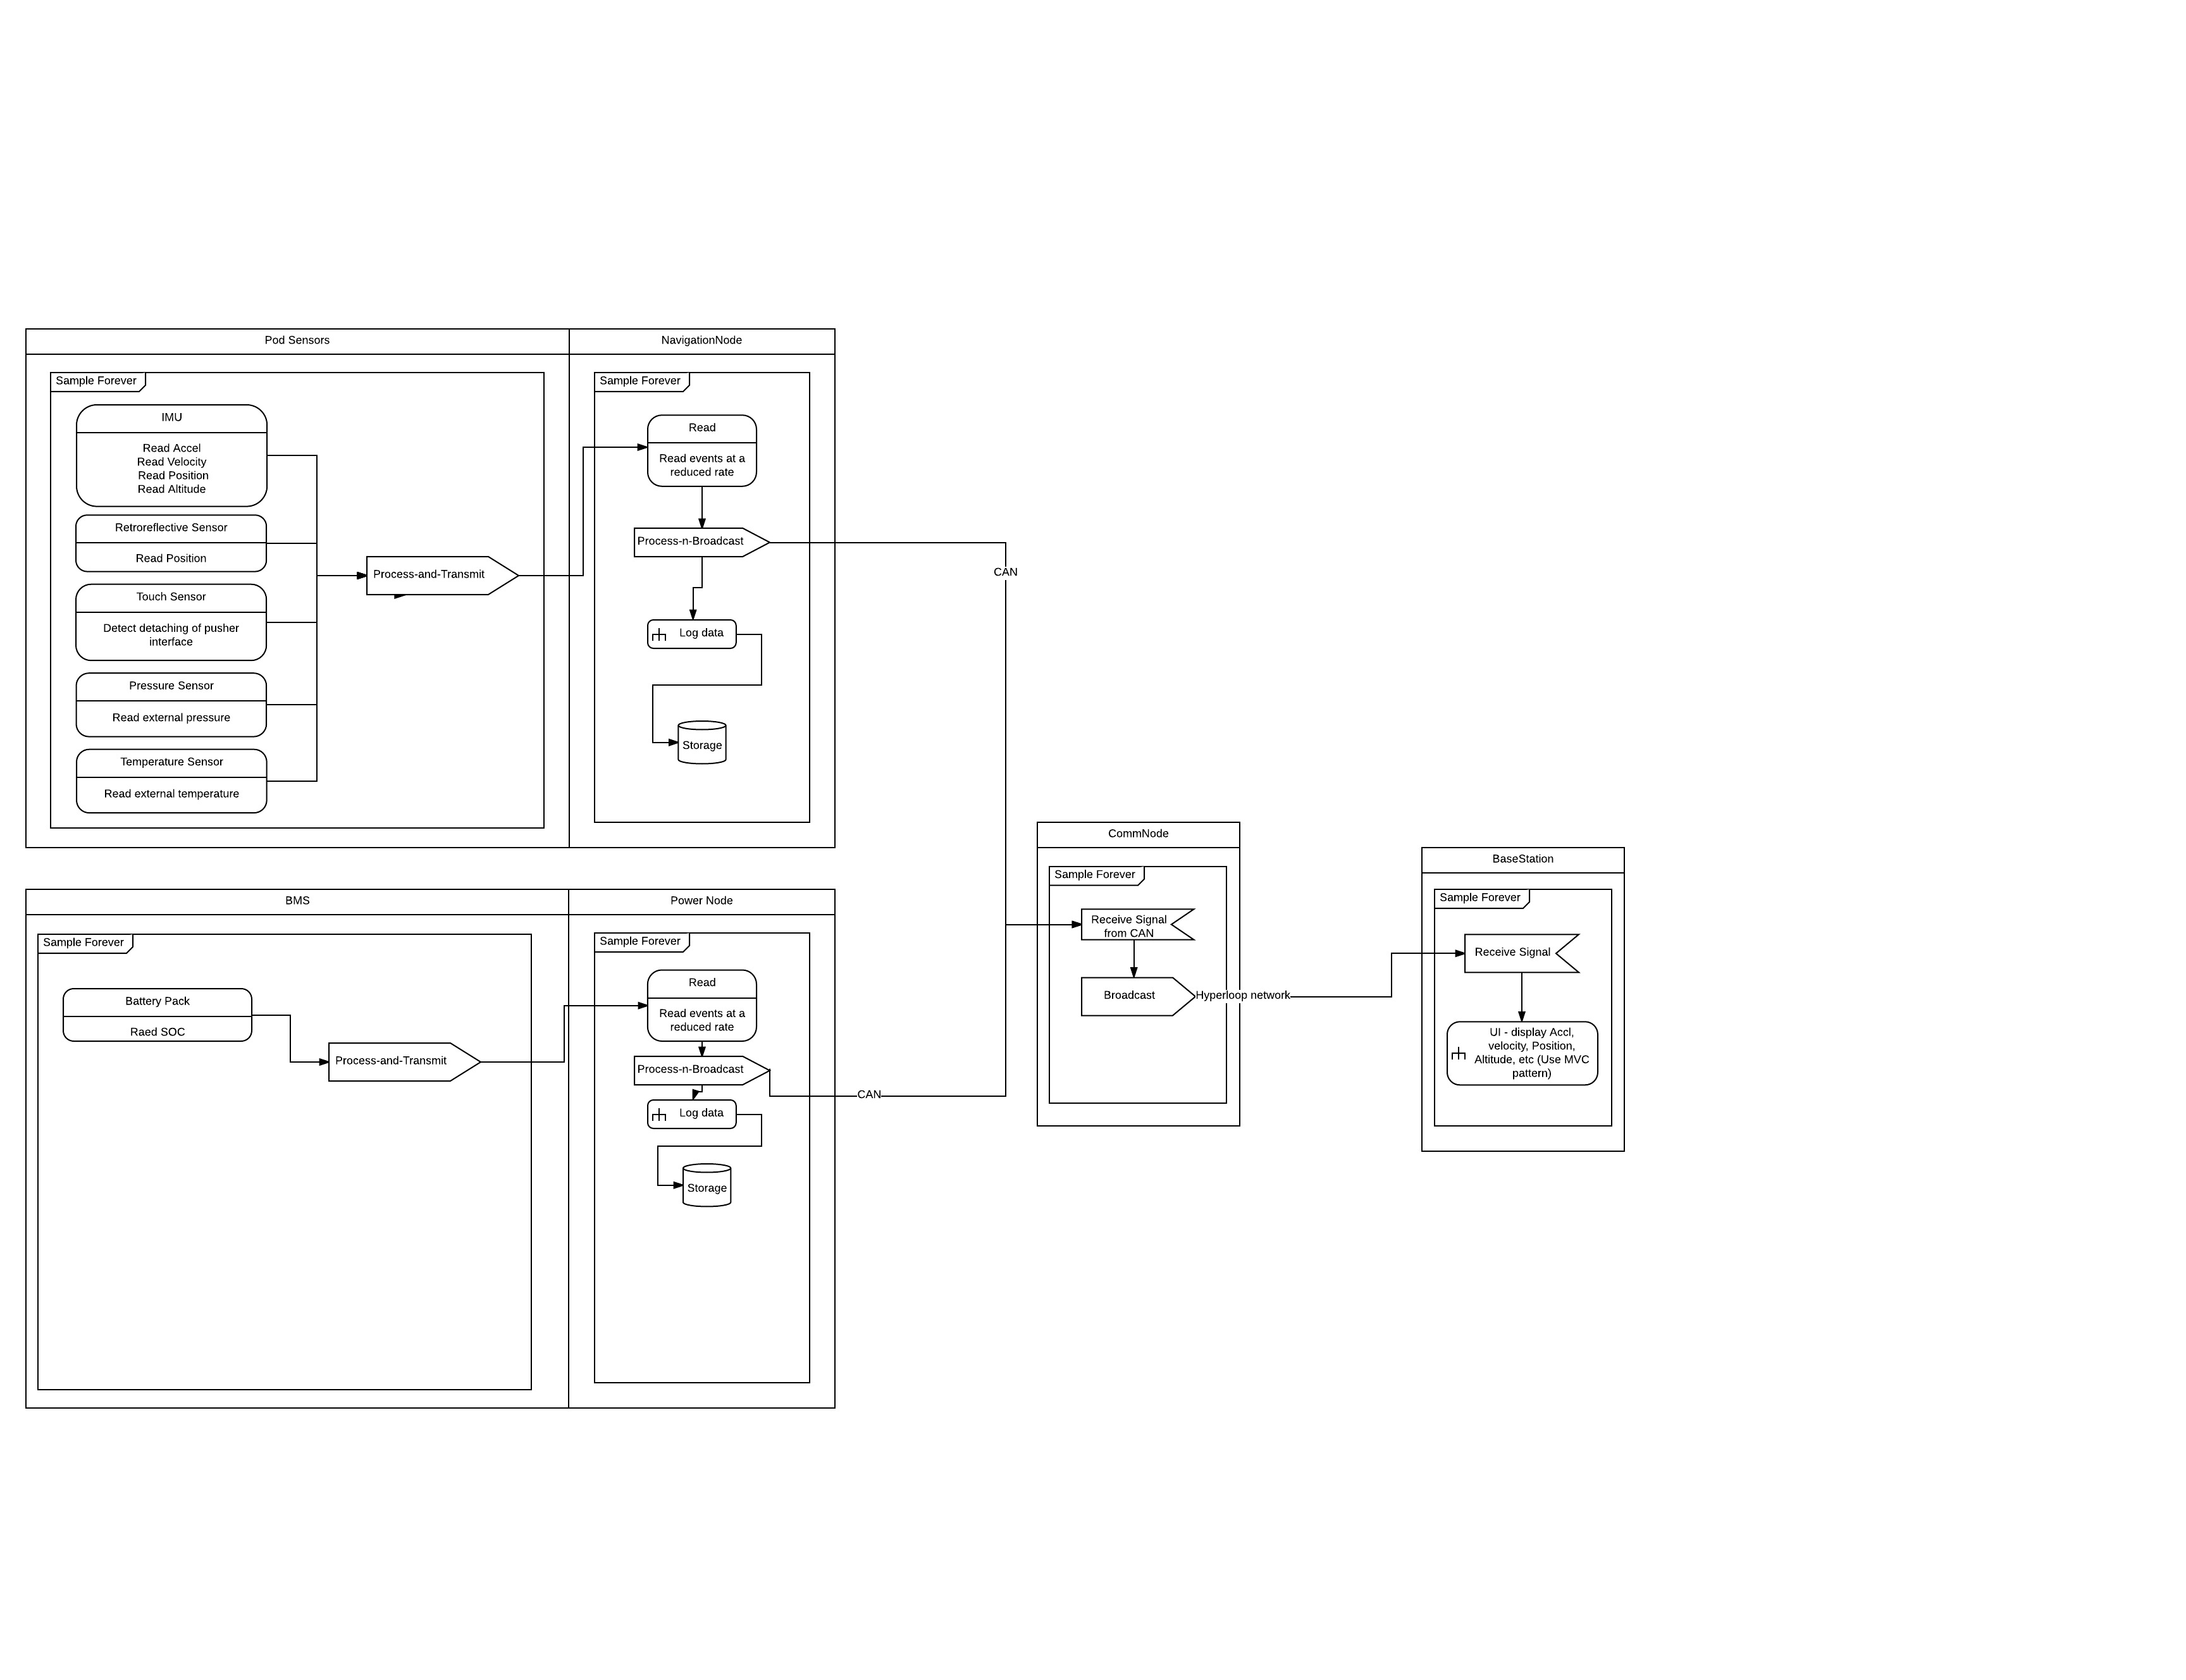 Pod Sensors
NavigationNode
Sample Forever
IMU
Read Accel
Read Velocity
Read Position
Read Altitude
Retroreflective Sensor
Read Position
Touch Sensor
Detect detaching of pusher
interface
Pressure Sensor
Read external pressure
Temperature Sensor
Read external temperature
Process-and-Transmit
Sample Forever
Read
Read events at a
reduced rate
Process-n-Broadcast
Log data
Storage
CAN
BMS
Power Node
Sample Forever
Battery Pack
Raed SOC
Process-and-Transmit
Sample Forever
Read
Read events at a
reduced rate
Process-n-Broadcast
Log data
Storage
CAN
CommNode
Sample Forever
Receive Signal
from CAN
Broadcast
Hyperloop network
BaseStation
Sample Forever
Receive Signal
UI - display Accl,
velocity, Position,
Altitude, etc (Use MVC
pattern)